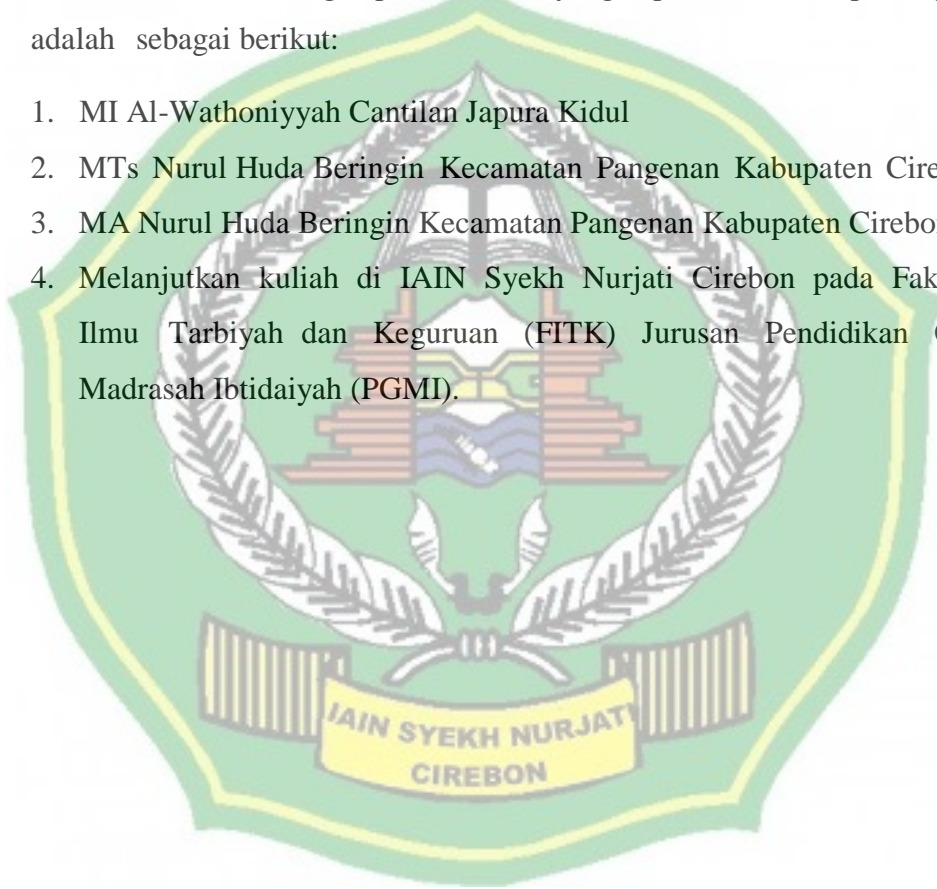 adalah sebagai berikut:
1. MI Al-Wathoniyyah Cantilan Japura Kidul
2. MTs Nurul Huda Beringin Kecamatan Pangenan Kabupaten Cire
3. MA Nurul Huda Beringin Kecamatan Pangenan Kabupaten Cirebo
4. Melanjutkan kuliah di IAIN Syekh Nurjati Cirebon pada Fak
Ilmu Tarbiyah dan Keguruan (FITK) Jurusan Pendidikan
Madrasah Ibtidaiyah (PGMI).
IAIN SYEKH NURJATI
CIREBON